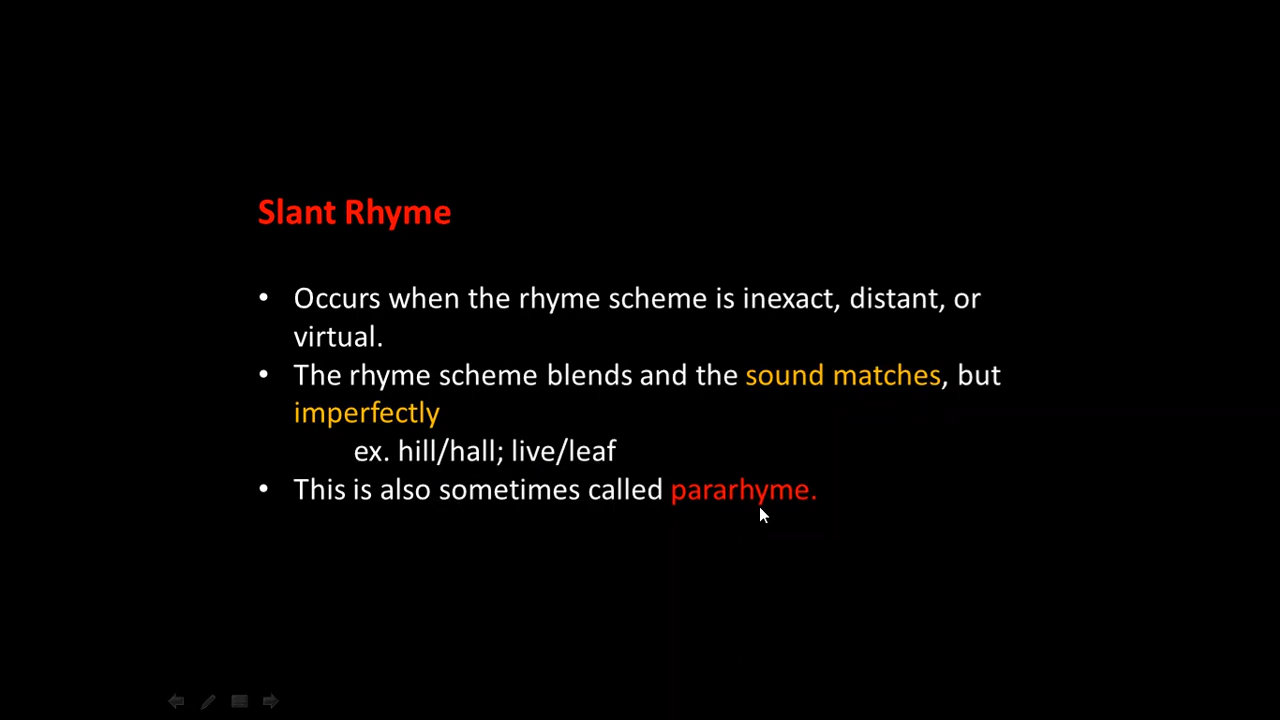 Slant Rhyme
• Occurs when the rhyme scheme is inexact, distant, or
virtual.
• The rhyme scheme blends and the sound matches, but
imperfectly
ex. hill/hall; live/leaf
• This is also sometimes called pararhyme.